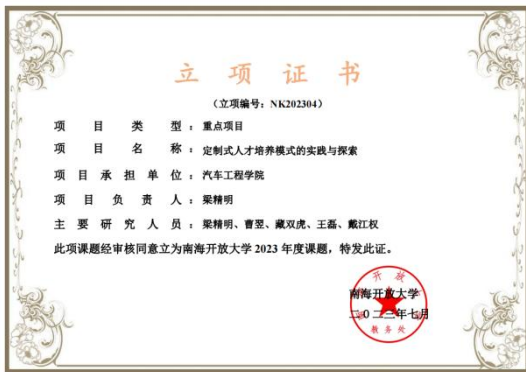 立项证书
（立项编号：NK202304）
项目类型：重点项目
项目名称：定制式人才培养模式的实践与探索
项目承担单位：汽车工程学院
项目负责人：梁精明
主要研究人员：梁精明、曹翌、藏双虎、王磊、戴江权
此项课题经审核同意立为南海开放大学 2023 年度课题，特发此证。
南海开放大学
二〇二三年七月
教务处